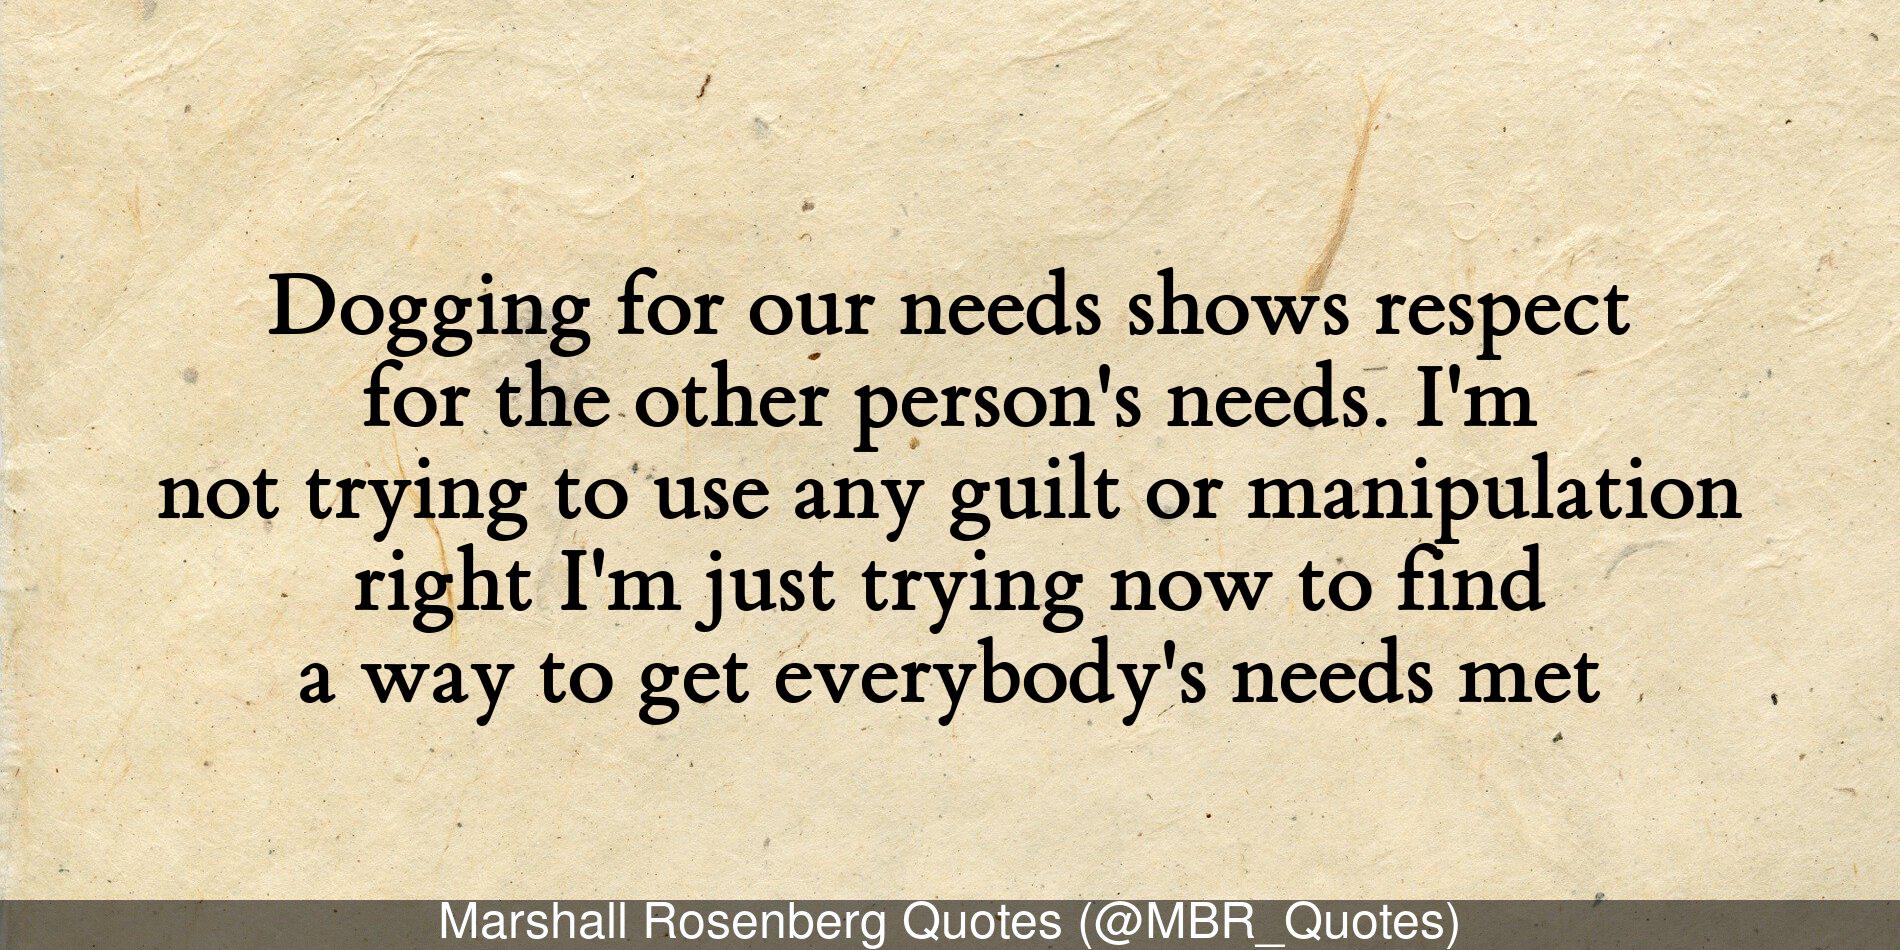 Dogging for our needs shows respect
for the other person's needs. I'm
not trying to use any guilt or manipulation
right I'm just trying now to find
a way to get everybody's needs met
Marshall Rosenberg Quotes (@MBR_Quotes)